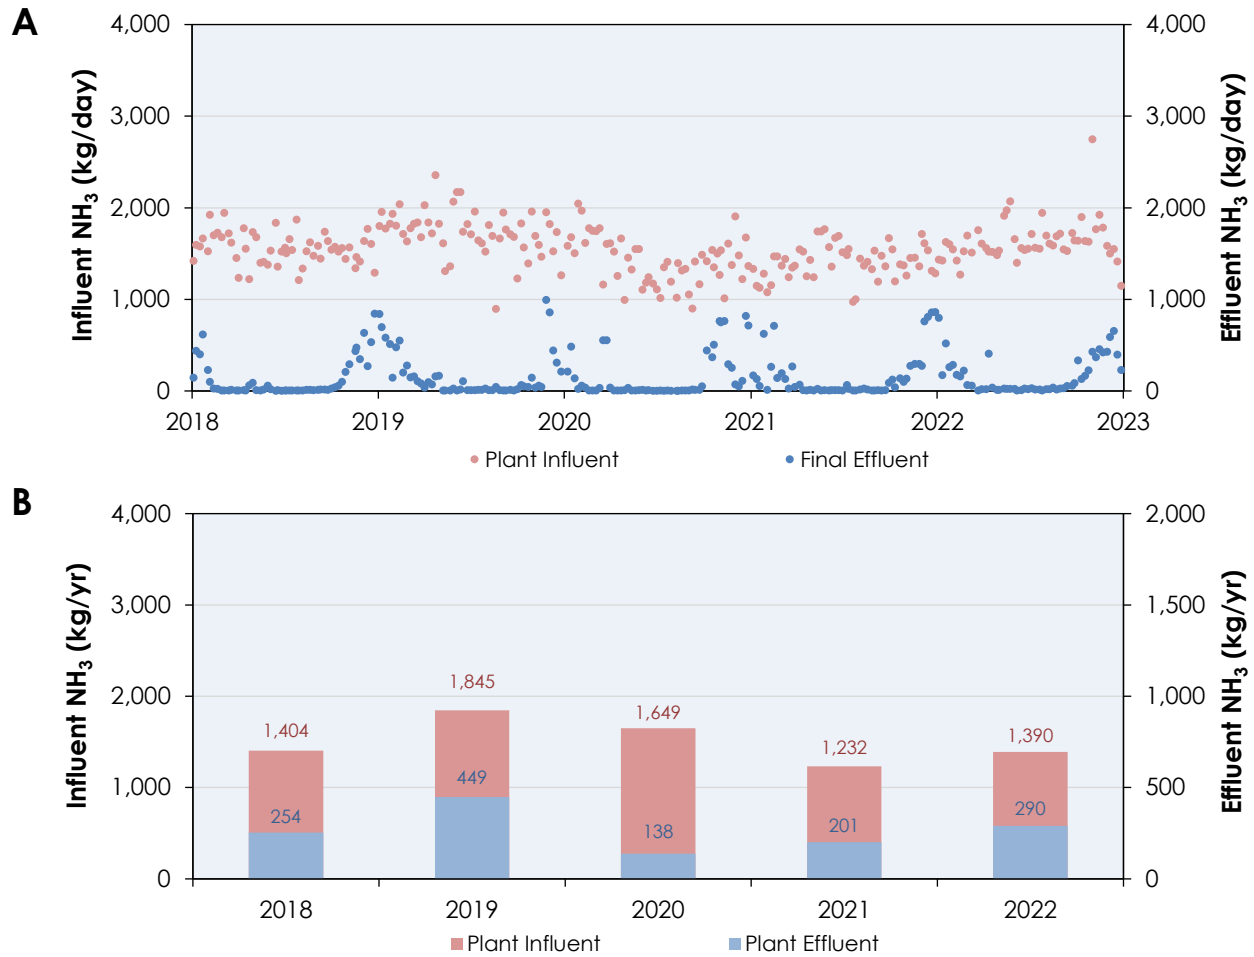 A
4,000
3,000
2,000
1,000
0
Influent NH3 (kg/day)
4,000
3,000
2,000
1,000
0
Effluent NH3 (kg/day)
2018 2019 2020 2021 2022 2023
Plant Influent Final Effluent
B
4,000
3,000
2,000
1,000
0
Influent NH3 (kg/yr)
2,000
1,500
1,000
500
0
Effluent NH3 (kg/yr)
1,404 1,845 1,649 1,232 1,390
254 449 138 201 290
2018 2019 2020 2021 2022
Plant Influent Plant Effluent